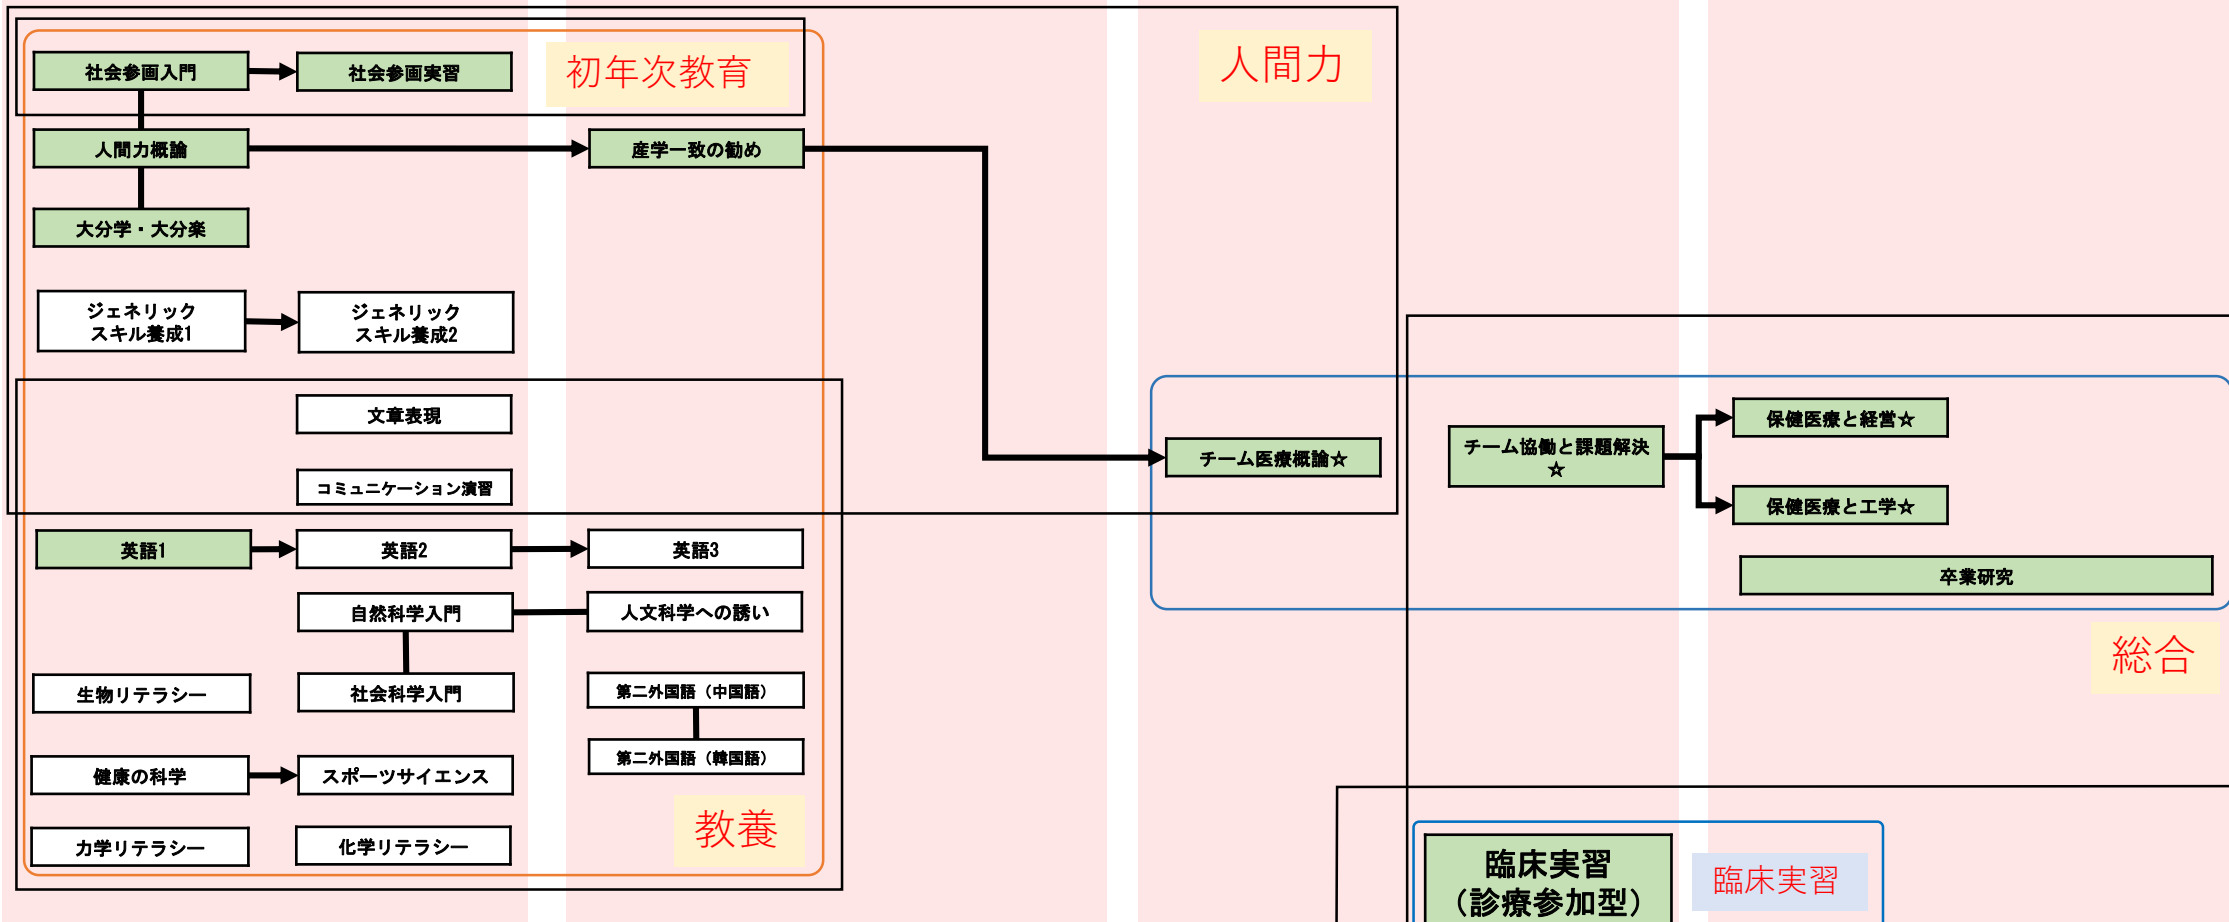 社会参画入門
社会参画実習
初年次教育
人間力
人間力概論
産学一致の勧め
大分学・大分楽
ジェネリック
スキル養成1
ジェネリック
スキル養成2
文章表現
コミュニケーション演習
チーム医療概論☆
チーム協働と課題解決
☆
保健医療と経営☆
保健医療と工学☆
英語1
英語2
英語3
卒業研究
自然科学入門
人文科学への誘い
総合
生物リテラシー
社会科学入門
第二外国語（中国語）
第二外国語（韓国語）
健康の科学
スポーツサイエンス
教養
力学リテラシー
化学リテラシー
臨床実習
（診療参加型）
臨床実習